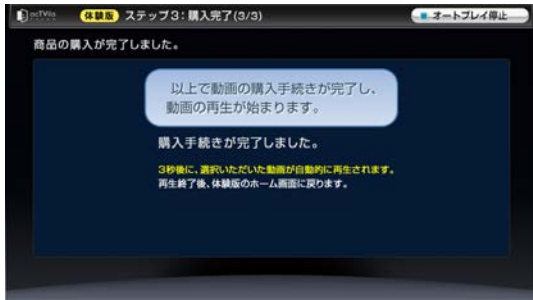 acTVila
体験版 ステップ3：購入完了(3/3)
オートプレイ停止
商品の購入が完了しました。
以上で動画の購入手続きが完了し、
動画の再生が始まります。
購入手続きが完了しました。
3秒後に、選択いただいた動画が自動的に再生されます。
再生終了後、体験版のホーム画面に戻ります。